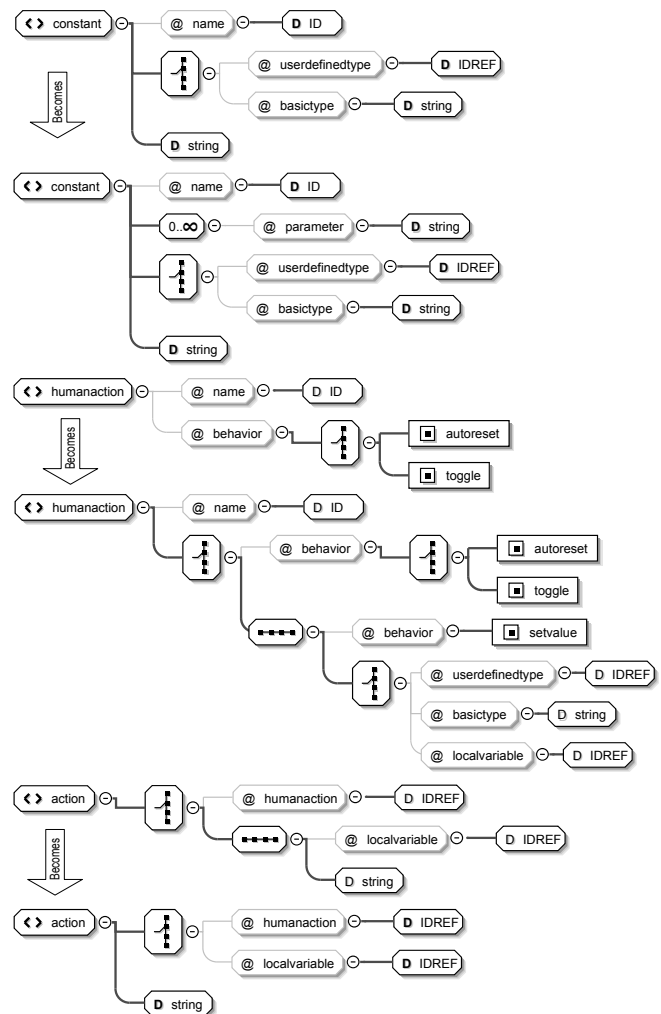 <> constant @ name D ID
@ userdefinedtype D IDREF
@ basictype D string
D string
Becomes
<> constant @ name D ID
0..∞ @ parameter D string
@ userdefinedtype D IDREF
@ basictype D string
D string
<> humanaction @ name D ID
@ behavior autoreset
toggle
Becomes
<> humanaction @ name D ID
@ behavior autoreset
toggle
@ behavior setvalue
@ userdefinedtype D IDREF
@ basictype D string
@ localvariable D IDREF
<> action @ humanaction D IDREF
@ localvariable D IDREF
D string
Becomes
<> action @ humanaction D IDREF
@ localvariable D IDREF
D string